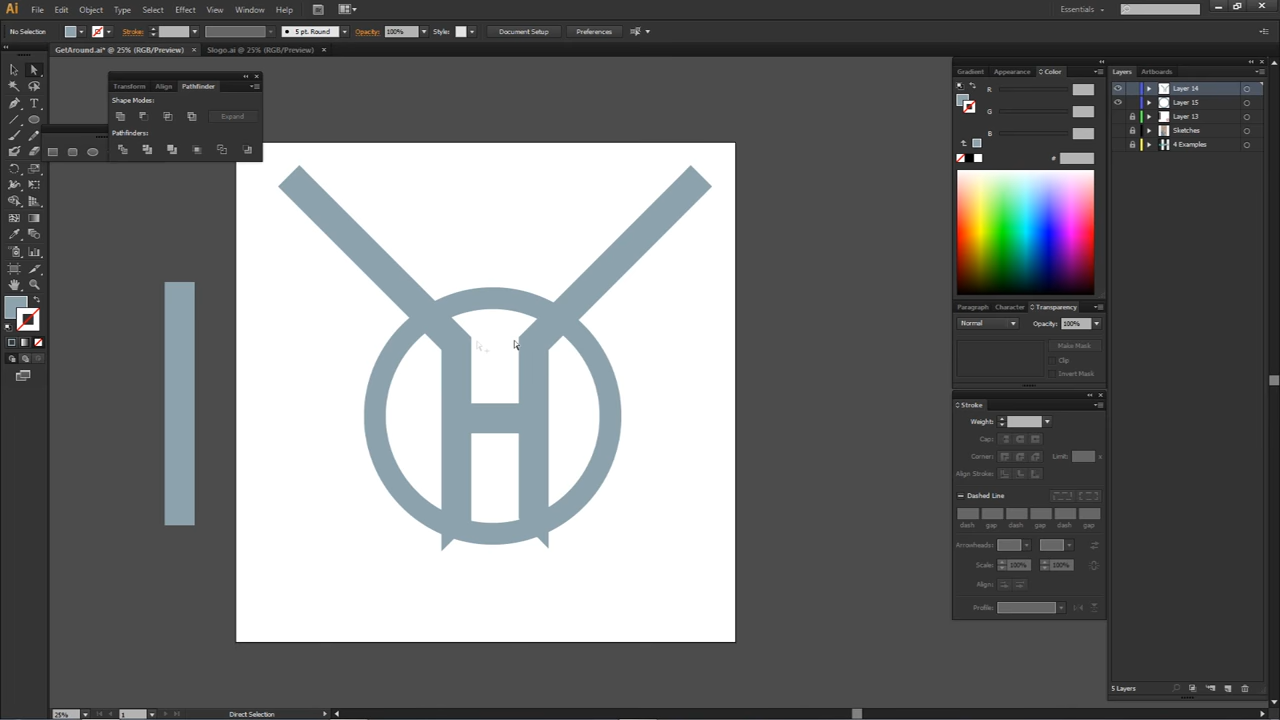 Ai File Edit Object Type Select Effect View Window Help Essentials
No Selection Stroke: 5 pt. Round Opacity: 100% Style: Document Setup Preferences
GetAround.ai* @ 25% (RGB/Preview) × Slogo.ai @ 25% (RGB/Preview) ×
Transform Align Pathfinder
Shape Modes:
Expand
Pathfinders:
Gradient Appearance Color
R
G
B
#
Paragraph Character Transparency
Normal Opacity: 100%
Make Mask
Clip
Invert Mask
Stroke
Weight:
Cap:
Corner: Limit: x
Align Stroke:
Dashed Line
dash gap dash gap dash gap
Arrowheads:
Scale: 100% 100%
Align:
Profile:
Layers Artboards
Layer 14
Layer 15
Layer 13
Sketches
4 Examples
5 Layers
H
25% 1 Direct Selection